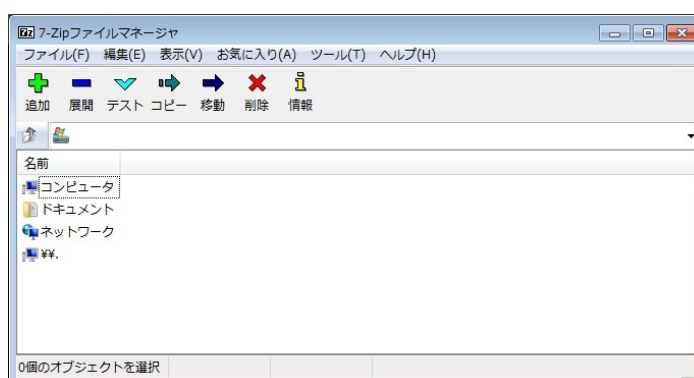 7z 7-Zipファイルマネージャ
ファイル(F) 編集(E) 表示(V) お気に入り(A) ツール(T) ヘルプ(H)
追加 展開 テスト コピー 移動 削除 情報
名前
コンピュータ
ドキュメント
ネットワーク
¥¥.
0個のオブジェクトを選択